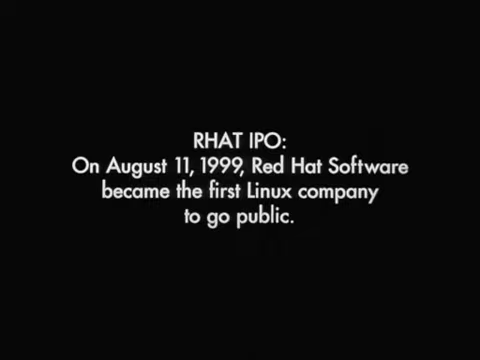 RHAT IPO:
On August 11, 1999, Red Hat Software
became the first Linux company
to go public.